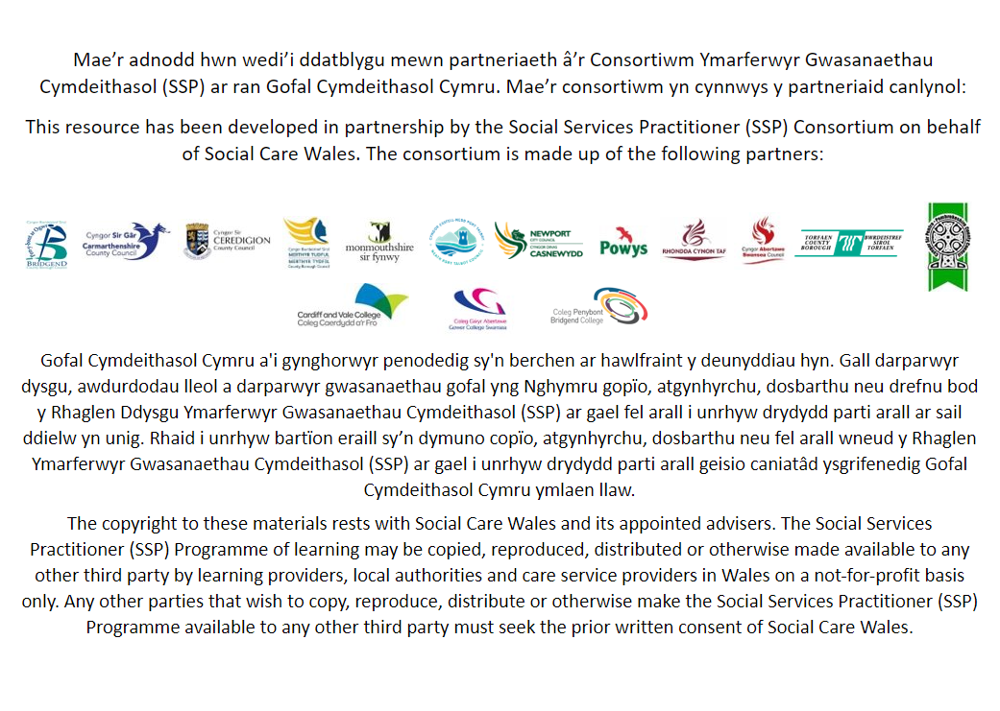 Mae’r adnodd hwn wedi’i ddatblygu mewn partneriaeth â’r Consortiwm Ymarferwyr Gwasanaethau
Cymdeithasol (SSP) ar ran Gofal Cymdeithasol Cymru. Mae’r consortiwm yn cynnwys y partneriaid canlynol:
This resource has been developed in partnership by the Social Services Practitioner (SSP) Consortium on behalf
of Social Care Wales. The consortium is made up of the following partners:
BRIDGEND
Cyngor Sir Gâr
Carmarthenshire
County Council
Cyngor Sir
CEREDIGION
County Council
MERTHYR TUDFUL
MERTHYR TYDFIL
monmouthshire
sir fynwy
NEWPORT
CITY COUNCIL
CYNGOR DINAS
CASNEWYDD
Powys
RHONDDA CYNON TAF
Cyngor Abertawe
Swansea Council
TORFAEN
COUNTY
BOROUGH
BWRDEISTREF
SIROL
TORFAEN
Cardiff and Vale College
Coleg Caerdydd a'r Fro
Coleg Gŵyr Abertawe
Gower College Swansea
Coleg Penybont
Bridgend College
Gofal Cymdeithasol Cymru a'i gynghorwyr penodedig sy'n berchen ar hawlfraint y deunyddiau hyn. Gall darparwyr
dysgu, awdurdodau lleol a darparwyr gwasanaethau gofal yng Nghymru gopïo, atgynhyrchu, dosbarthu neu drefnu bod
y Rhaglen Ddysgu Ymarferwyr Gwasanaethau Cymdeithasol (SSP) ar gael fel arall i unrhyw drydydd parti arall ar sail
ddielw yn unig. Rhaid i unrhyw bartïon eraill sy’n dymuno copïo, atgynhyrchu, dosbarthu neu fel arall wneud y Rhaglen
Ymarferwyr Gwasanaethau Cymdeithasol (SSP) ar gael i unrhyw drydydd parti arall geisio caniatâd ysgrifenedig Gofal
Cymdeithasol Cymru ymlaen llaw.
The copyright to these materials rests with Social Care Wales and its appointed advisers. The Social Services
Practitioner (SSP) Programme of learning may be copied, reproduced, distributed or otherwise made available to any
other third party by learning providers, local authorities and care service providers in Wales on a not-for-profit basis
only. Any other parties that wish to copy, reproduce, distribute or otherwise make the Social Services Practitioner (SSP)
Programme available to any other third party must seek the prior written consent of Social Care Wales.